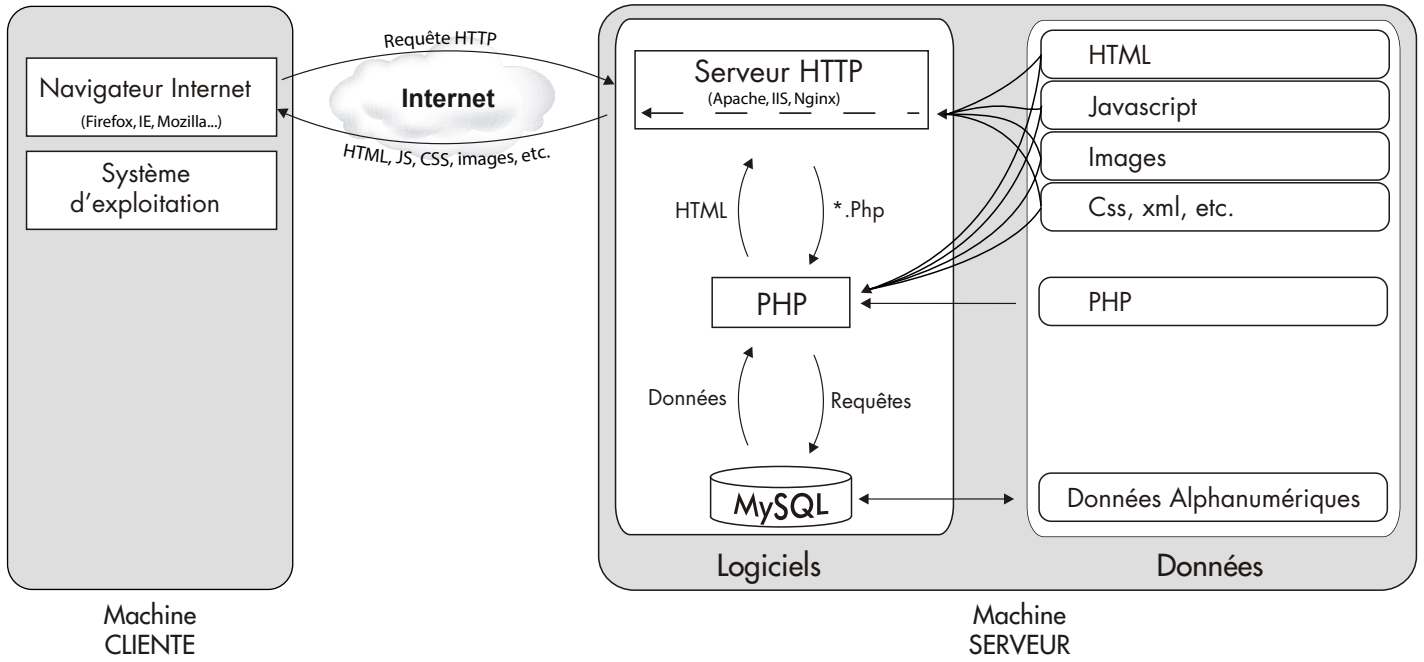 Requête HTTP
Navigateur Internet
(Firefox, IE, Mozilla...)
Internet
HTML, JS, CSS, images, etc.
Système
d'exploitation
Machine
CLIENTE
Serveur HTTP
(Apache, IIS, Nginx)
HTML
*.Php
PHP
Données
Requêtes
MySQL
Logiciels
HTML
Javascript
Images
Css, xml, etc.
PHP
Données Alphanumériques
Données
Machine
SERVEUR